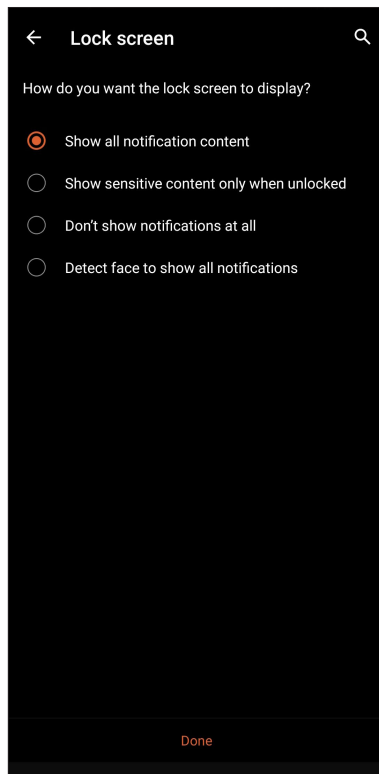 Lock screen
How do you want the lock screen to display?
Show all notification content
Show sensitive content only when unlocked
Don’t show notifications at all
Detect face to show all notifications
Done